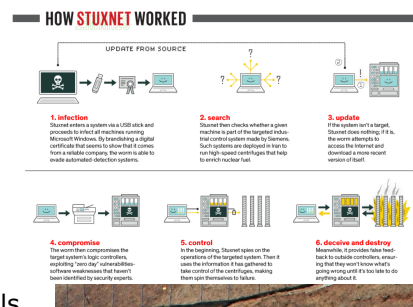 HOW STUXNET WORKED
UPDATE FROM SOURCE
1. infection
Stuxnet enters a system via a USB stick and
proceeds to infect all machines running
Microsoft Windows. By brandishing a digital
certificate that seems to show that it comes
from a reliable company, the worm is able to
evade automated-detection systems.
2. search
Stuxnet then checks whether a given
machine is part of the targeted indus-
trial control system made by Siemens.
Such systems are deployed in Iran to
run high-speed centrifuges that help
to enrich nuclear fuel.
3. update
If the system isn't a target,
Stuxnet does nothing; if it is,
the worm attempts to
access the Internet and
download a more recent
version of itself.
4. compromise
The worm then compromises the
target system's logic controllers,
exploiting "zero day" vulnerabilities-
software weaknesses that haven't
been identified by security experts.
5. control
In the beginning, Stuxnet spies on the
operations of the targeted system. Then it
uses the information it has gathered to
take control of the centrifuges, making
them spin themselves to failure.
6. deceive and destroy
Meanwhile, it provides false feed-
back to outside controllers, ensur-
ing that they won't know what's
going wrong until it's too late to do
anything about it.